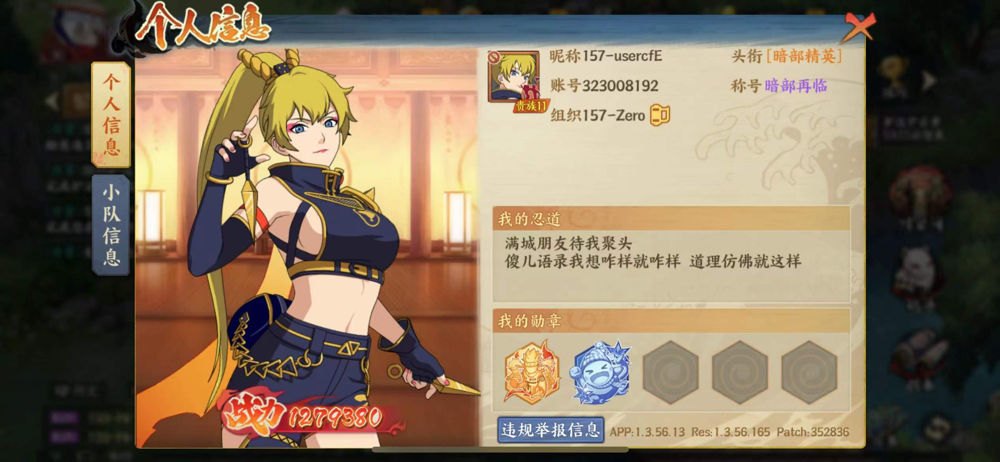 个人信息
个人信息
小队信息
昵称157-usercfE
头衔[暗部精英]
账号323008192
称号暗部再临
贵族11
组织157-Zero
我的忍道
满城朋友待我聚头
傻儿语录我想咋样就咋样 道理仿佛就这样
我的勋章
战力1279380
违规举报信息
APP:1.3.56.13 Res:1.3.56.165 Patch:352836